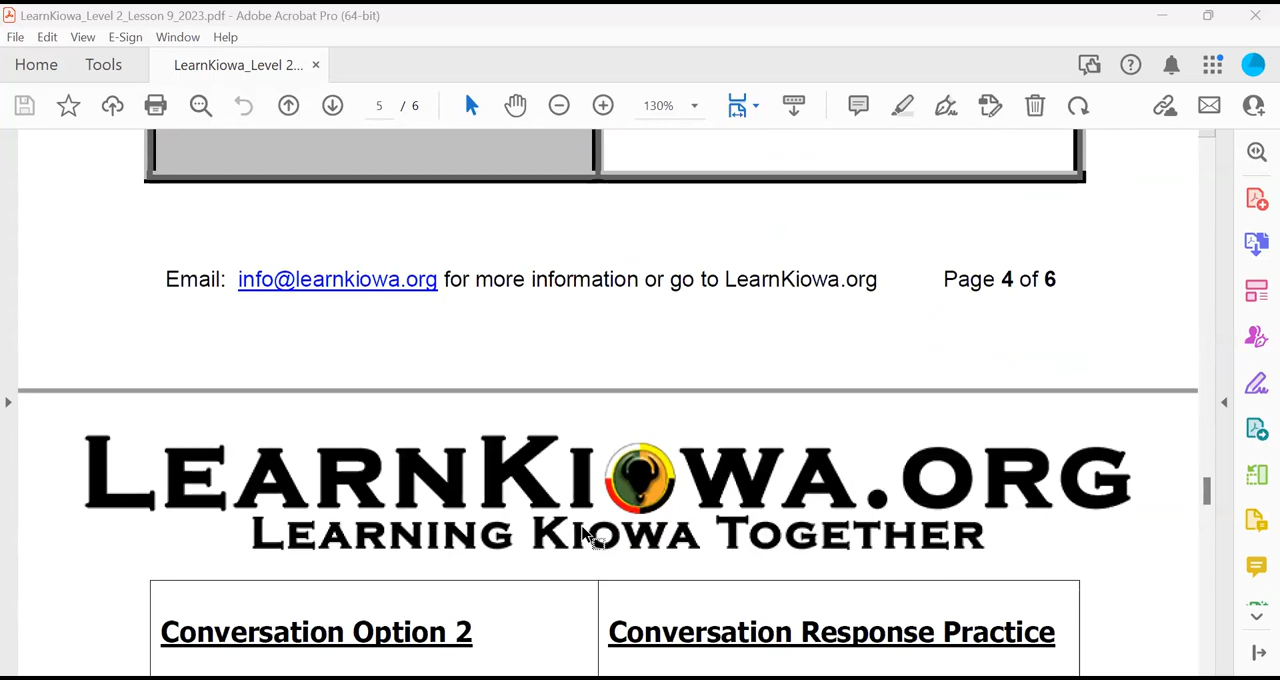 LearnKiowa_Level 2_Lesson 9_2023.pdf - Adobe Acrobat Pro (64-bit)
File Edit View E-Sign Window Help
Home Tools LearnKiowa_Level 2... ×
5 / 6 130%
Email: info@learnkiowa.org for more information or go to LearnKiowa.org Page 4 of 6
LEARNKIOWA.ORG
LEARNING KIOWA TOGETHER
Conversation Option 2 Conversation Response Practice